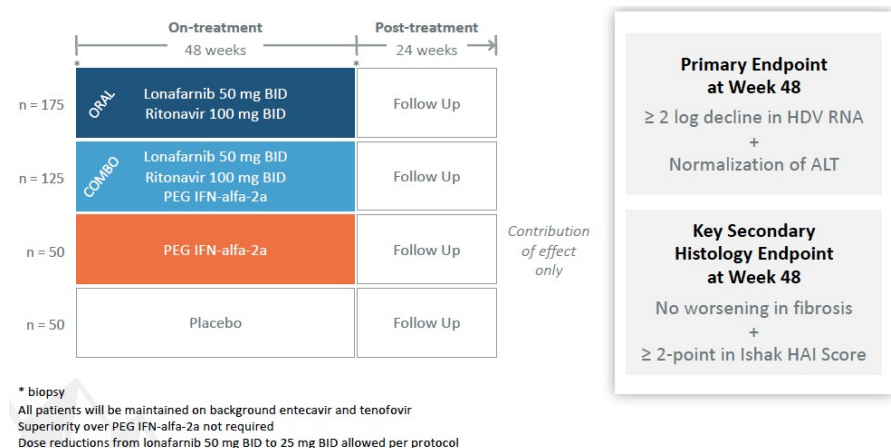 On-treatment
48 weeks
Post-treatment
24 weeks
*
*
n = 175
ORAL
Lonafarnib 50 mg BID
Ritonavir 100 mg BID
Follow Up
n = 125
COMBO
Lonafarnib 50 mg BID
Ritonavir 100 mg BID
PEG IFN-alfa-2a
Follow Up
n = 50
PEG IFN-alfa-2a
Follow Up
Contribution
of effect
only
n = 50
Placebo
Follow Up
* biopsy
All patients will be maintained on background entecavir and tenofovir
Superiority over PEG IFN-alfa-2a not required
Dose reductions from lonafarnib 50 mg BID to 25 mg BID allowed per protocol
Primary Endpoint
at Week 48
≥ 2 log decline in HDV RNA
+
Normalization of ALT
Key Secondary
Histology Endpoint
at Week 48
No worsening in fibrosis
+
≥ 2-point in Ishak HAI Score